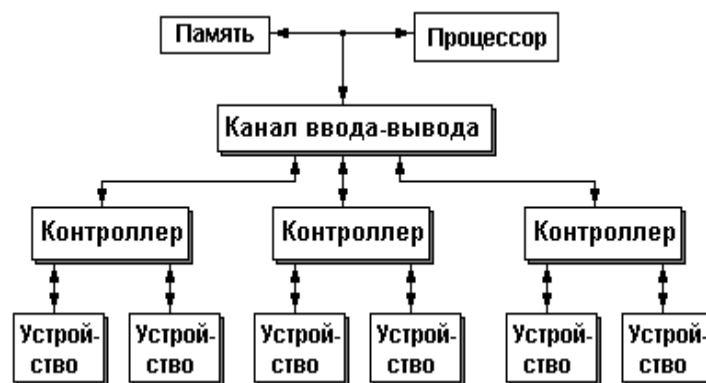 Память
Процессор
Канал ввода-вывода
Контроллер
Контроллер
Контроллер
Устрой-
ство
Устрой-
ство
Устрой-
ство
Устрой-
ство
Устрой-
ство
Устрой-
ство